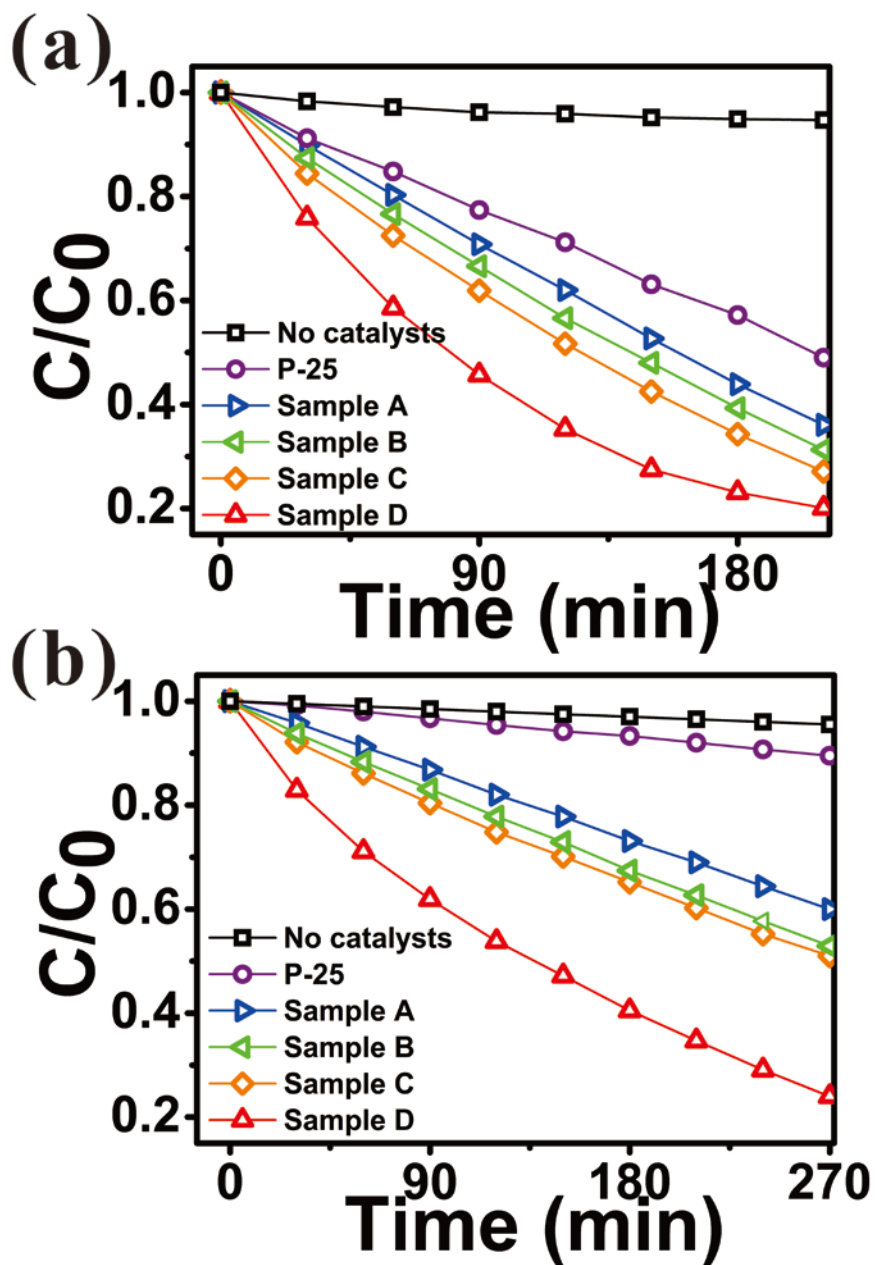 (a)
1.0
0.8
0.6
0.4
0.2
C/C0
No catalysts
P-25
Sample A
Sample B
Sample C
Sample D
0 90 180
Time (min)
(b)
1.0
0.8
0.6
0.4
0.2
C/C0
No catalysts
P-25
Sample A
Sample B
Sample C
Sample D
0 90 180 270
Time (min)